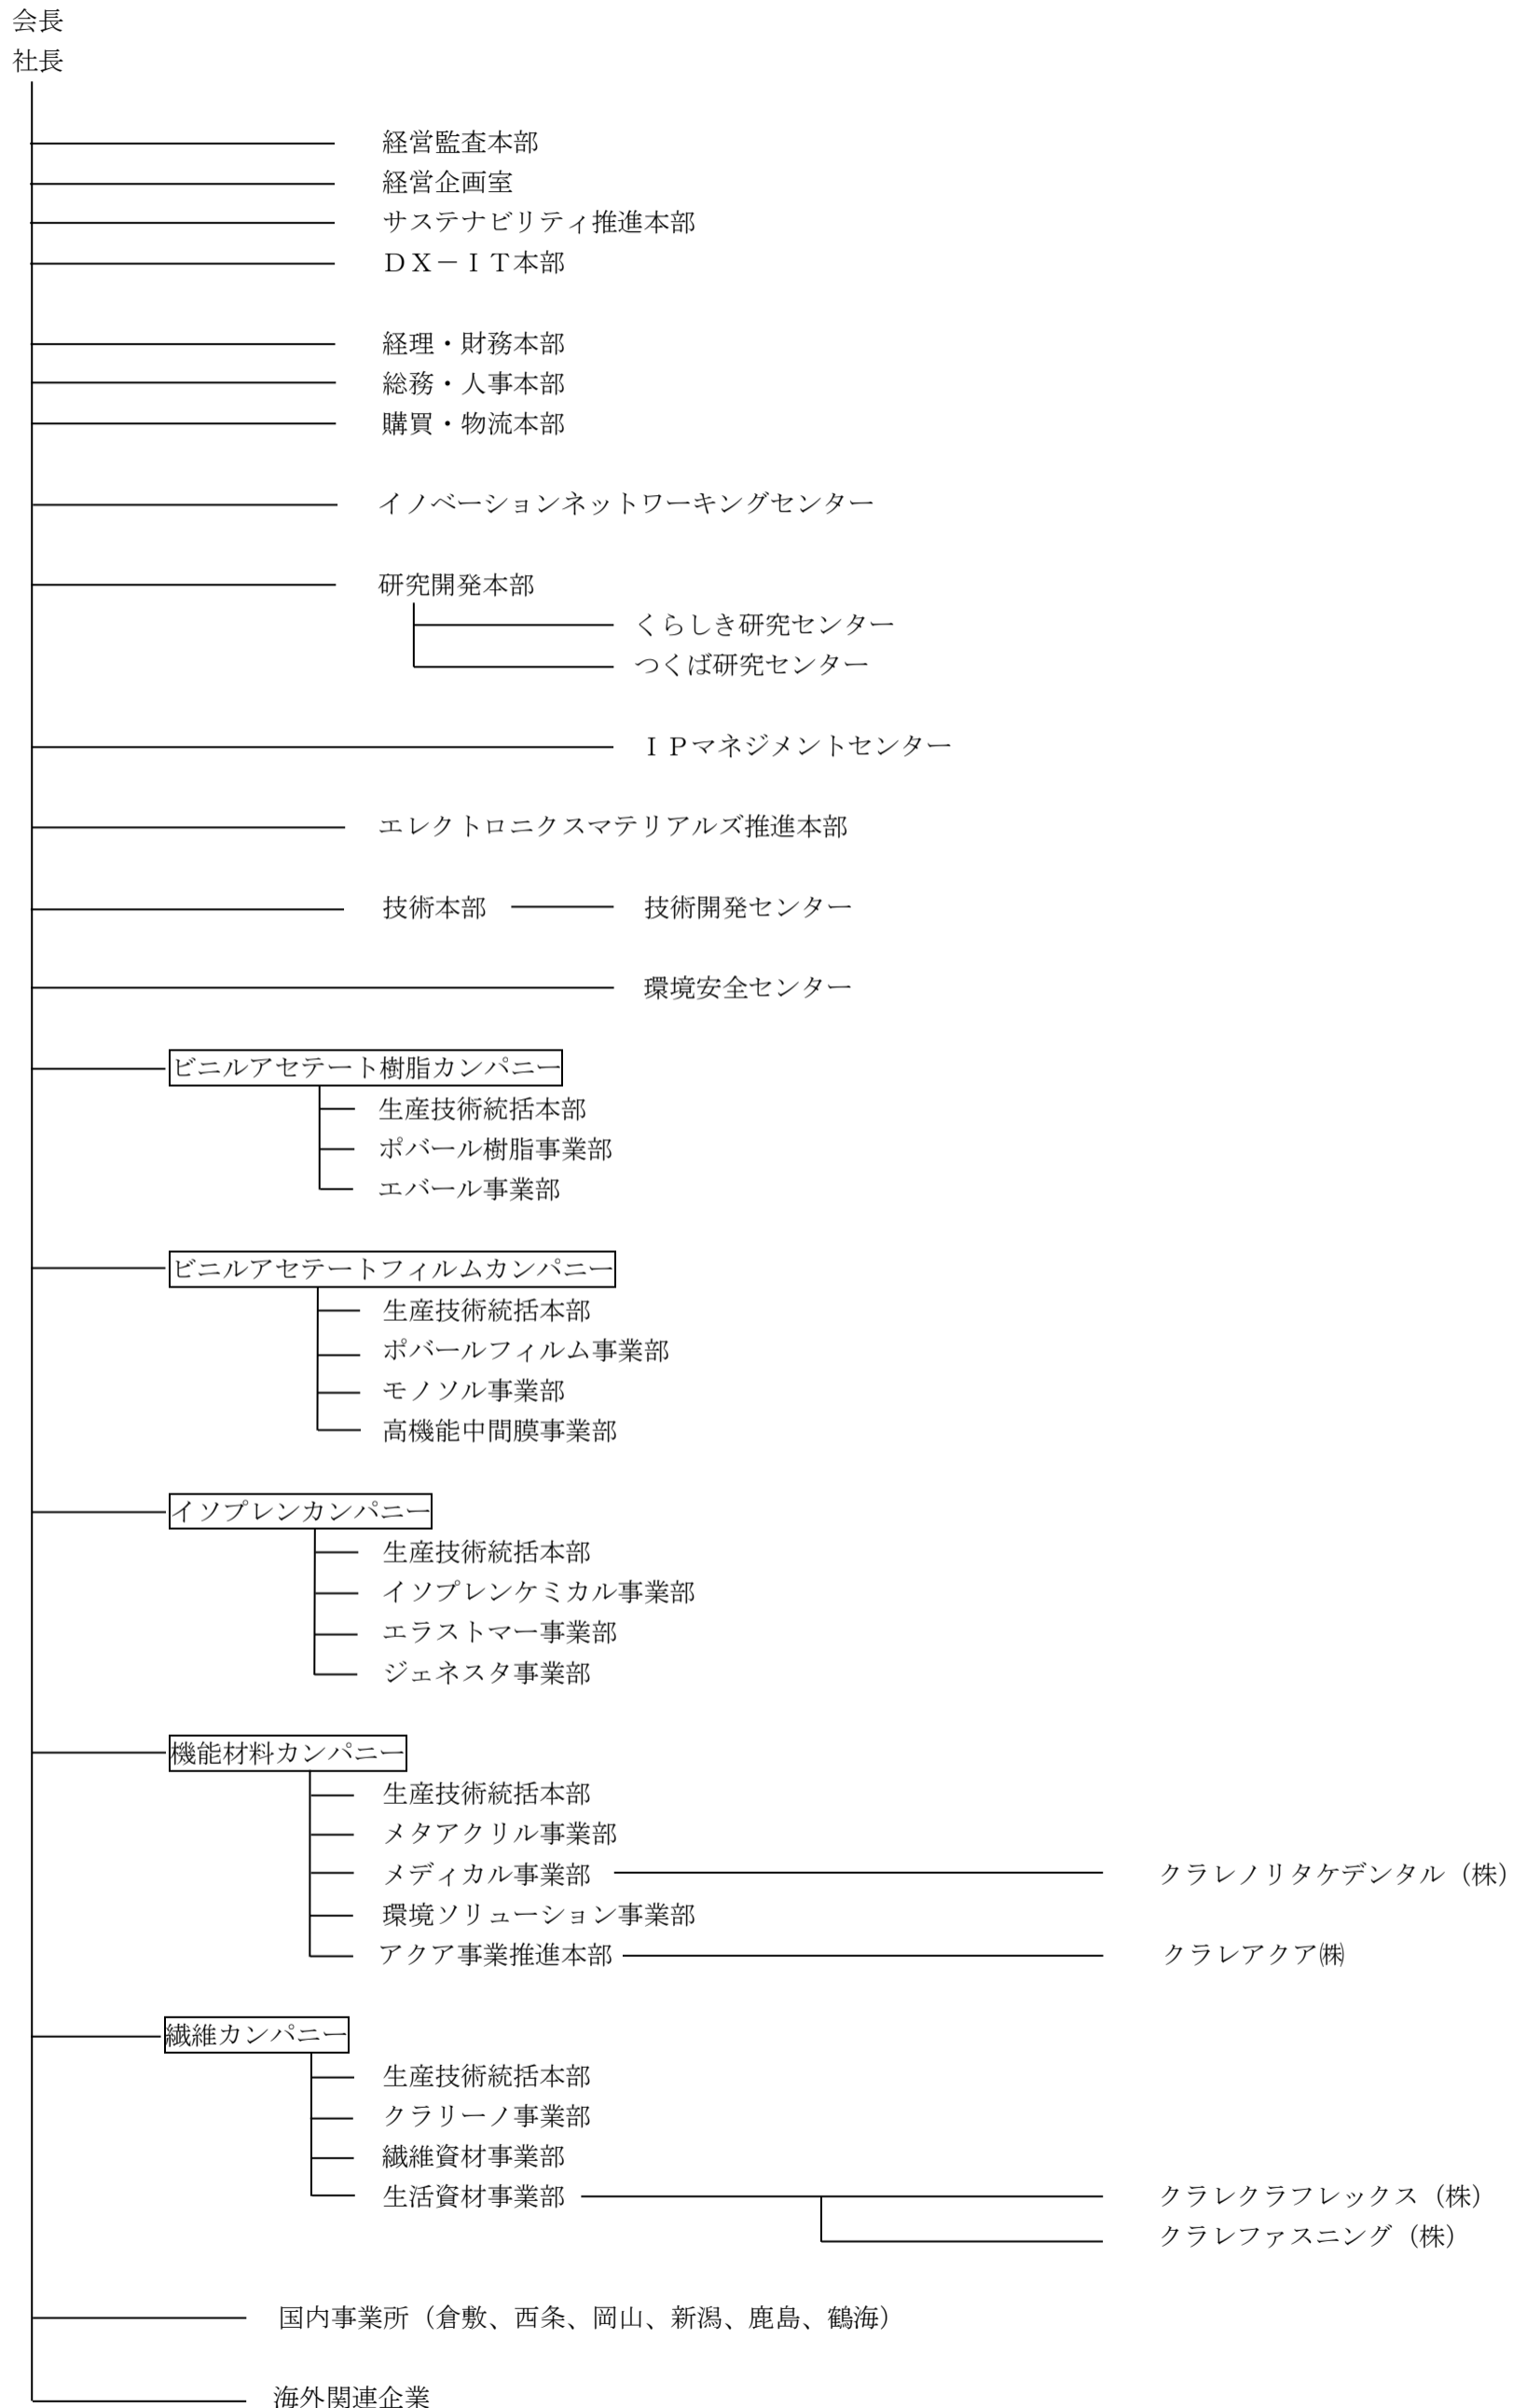 会長
社長
経営監査本部
経営企画室
サステナビリティ推進本部
ＤＸ－ＩＴ本部
経理・財務本部
総務・人事本部
購買・物流本部
イノベーションネットワーキングセンター
研究開発本部
くらしき研究センター
つくば研究センター
ＩＰマネジメントセンター
エレクトロニクスマテリアルズ推進本部
技術本部 技術開発センター
環境安全センター
ビニルアセテート樹脂カンパニー
生産技術統括本部
ポバール樹脂事業部
エバール事業部
ビニルアセテートフィルムカンパニー
生産技術統括本部
ポバールフィルム事業部
モノソル事業部
高機能中間膜事業部
イソプレンカンパニー
生産技術統括本部
イソプレンケミカル事業部
エラストマー事業部
ジェネスタ事業部
機能材料カンパニー
生産技術統括本部
メタアクリル事業部
メディカル事業部 クラレノリタケデンタル（株）
環境ソリューション事業部
アクア事業推進本部 クラレアクア㈱
繊維カンパニー
生産技術統括本部
クラリーノ事業部
繊維資材事業部
生活資材事業部 クラレクラフレックス（株）
クラレファスニング（株）
国内事業所（倉敷、西条、岡山、新潟、鹿島、鶴海）
海外関連企業